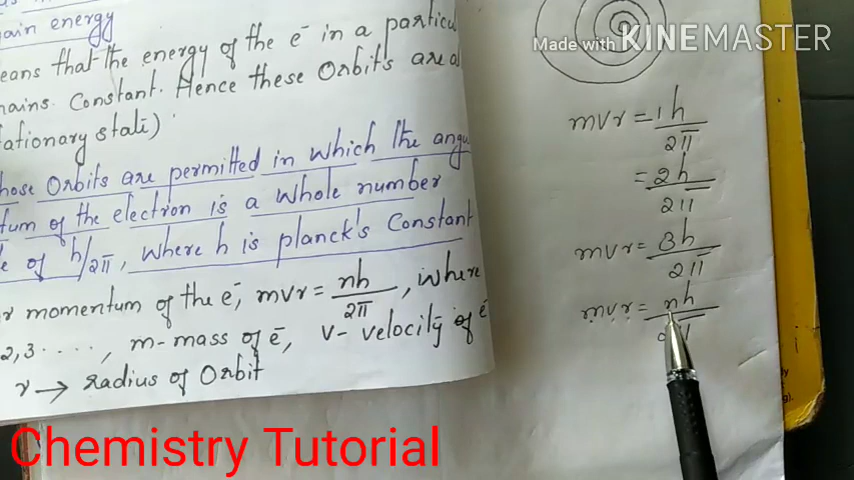 ain energy
eans that the energy of the ē in a particul
mains constant. Hence these Orbits are al
ationary state)
hose Orbits are permitted in which the angu
tum of the electron is a whole number
e of h/2π, where h is planck's Constant
r momentum of the ē, mvr = nh/2π, where
2,3....., m-mass of ē, v-velocity of ē
r → radius of Orbit
Made with KINEMASTER
mvr = 1h/2π
= 2h/2π
mvr = 3h/2π
mvr = nh
Chemistry Tutorial